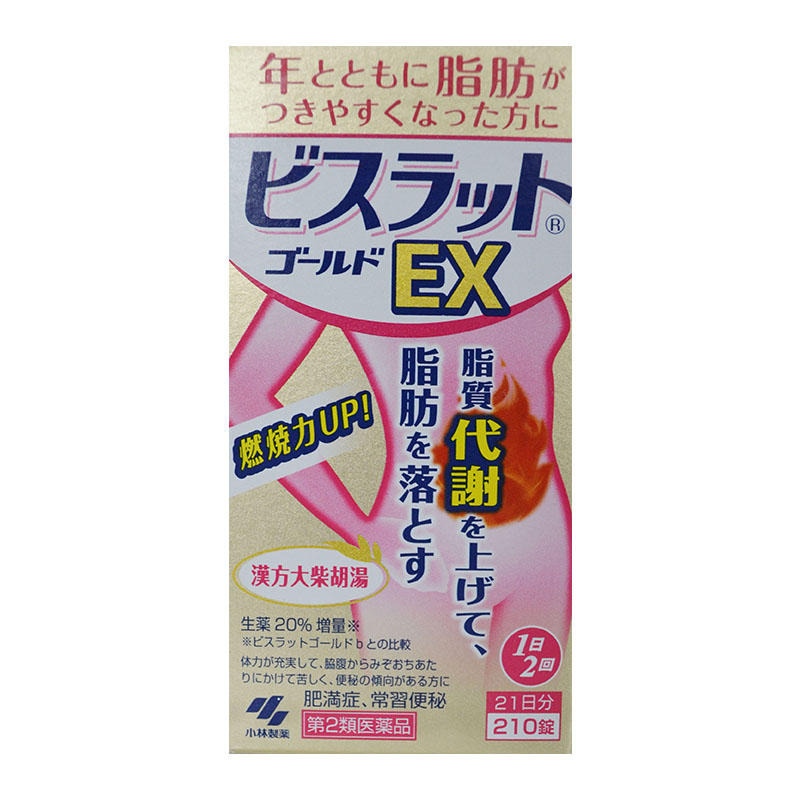 年とともに脂肪が
つきやすくなった方に
ビスラット®
ゴールドEX
脂質代謝を上げて、
脂肪を落とす
燃焼力UP!
漢方大柴胡湯
生薬20%増量※
※ビスラットゴールドbとの比較
体力が充実して、脇腹からみぞおちあた
りにかけて苦しく、便秘の傾向がある方に
肥満症、常習便秘
第2類医薬品
小林製薬
1日
2回
21日分
210錠